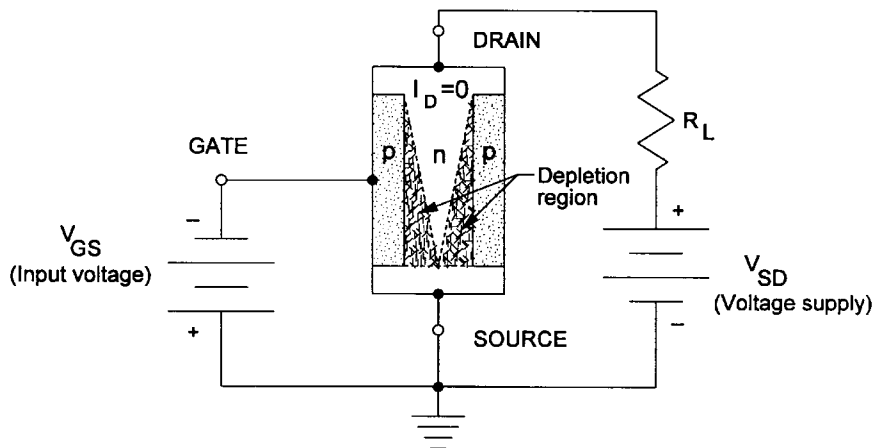 DRAIN
I_D=0
R_L
GATE
p
n
p
Depletion
region
−
+
V_GS
(Input voltage)
V_SD
(Voltage supply)
+
−
SOURCE